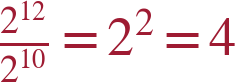 2^12/2^10 = 2^2 = 4